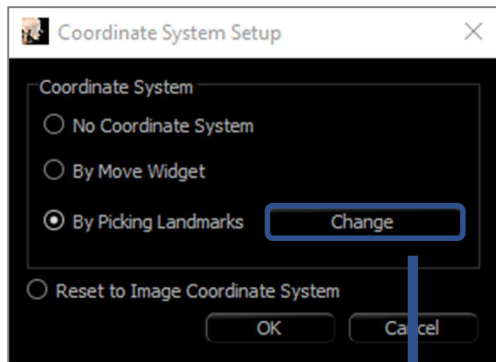 Coordinate System Setup
Coordinate System
No Coordinate System
By Move Widget
By Picking Landmarks Change
Reset to Image Coordinate System
OK Cancel